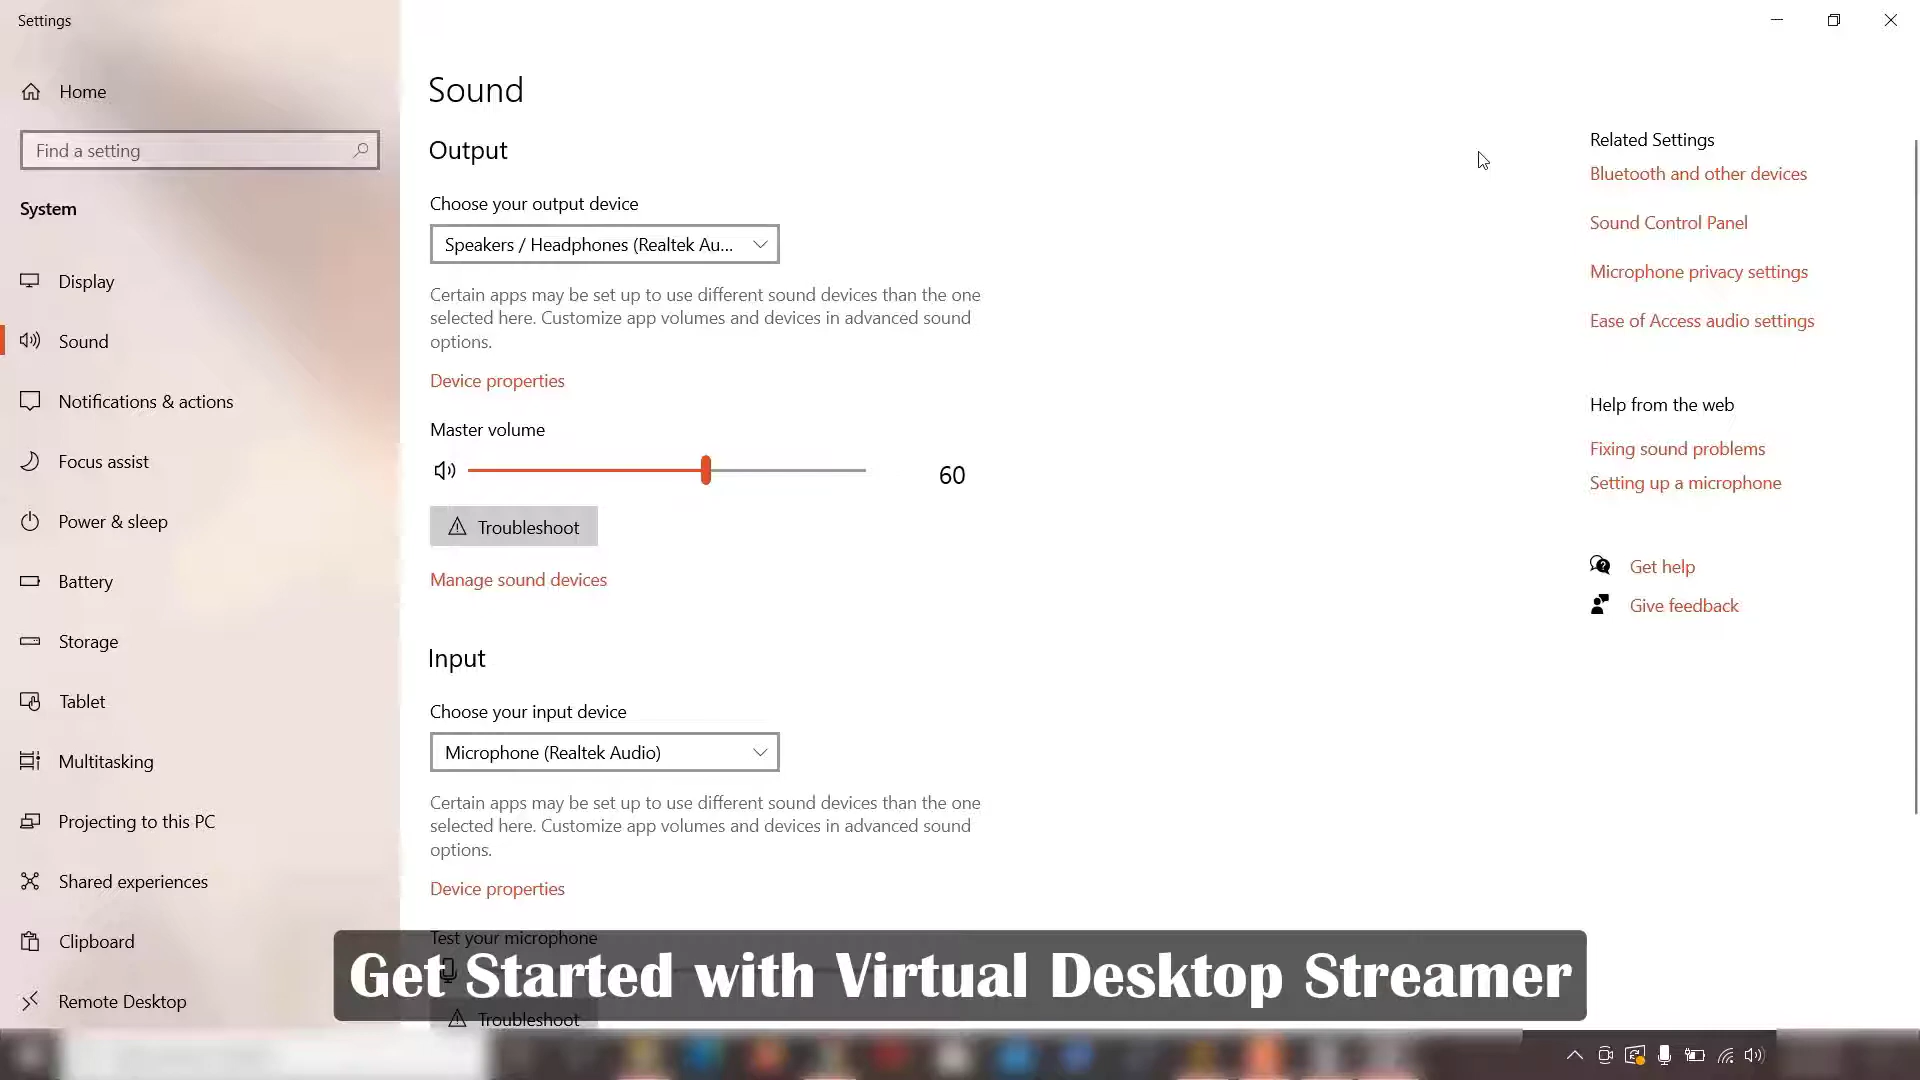 Settings
Home
Find a setting
System
Display
Sound
Notifications & actions
Focus assist
Power & sleep
Battery
Storage
Tablet
Multitasking
Projecting to this PC
Shared experiences
Clipboard
Remote Desktop
Sound
Output
Choose your output device
Speakers / Headphones (Realtek Au...
Certain apps may be set up to use different sound devices than the one
selected here. Customize app volumes and devices in advanced sound
options.
Device properties
Master volume
60
Troubleshoot
Manage sound devices
Input
Choose your input device
Microphone (Realtek Audio)
Certain apps may be set up to use different sound devices than the one
selected here. Customize app volumes and devices in advanced sound
options.
Device properties
Test your microphone
Get Started with Virtual Desktop Streamer
Troubleshoot
Related Settings
Bluetooth and other devices
Sound Control Panel
Microphone privacy settings
Ease of Access audio settings
Help from the web
Fixing sound problems
Setting up a microphone
Get help
Give feedback